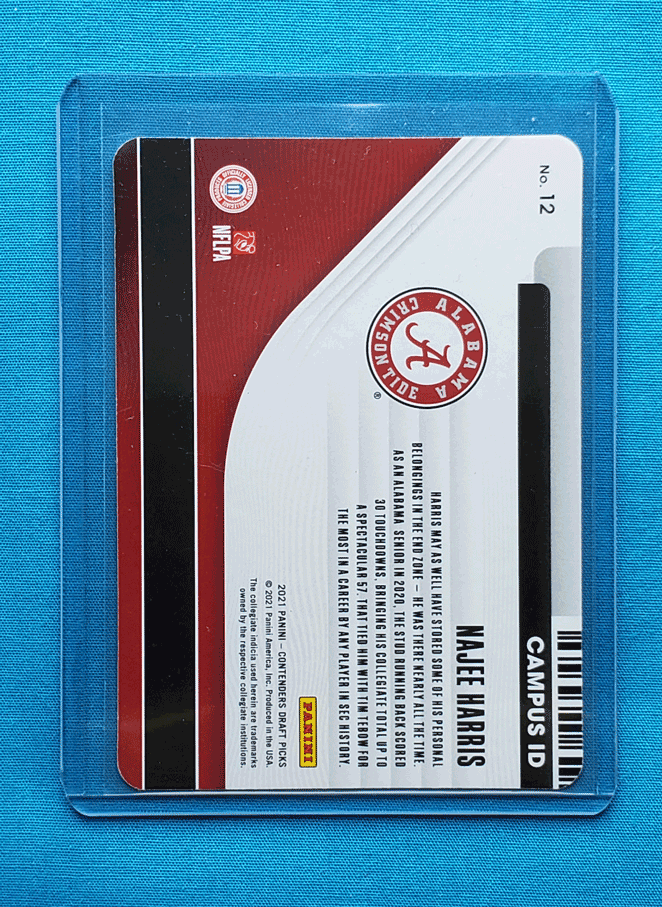 No. 12
CAMPUS ID
ALABAMA
CRIMSON TIDE
A
®
NAJEE HARRIS
HARRIS MAY AS WELL HAVE STORED SOME OF HIS PERSONAL
BELONGINGS IN THE END ZONE – HE WAS THERE NEARLY ALL THE TIME.
AS AN ALABAMA SENIOR IN 2020, THE STUD RUNNING BACK SCORED
30 TOUCHDOWNS, BRINGING HIS COLLEGIATE TOTAL UP TO
A SPECTACULAR 57. THAT TIED HIM WITH TIM TEBOW FOR
THE MOST IN A CAREER BY ANY PLAYER IN SEC HISTORY.
PANINI
2021 PANINI – CONTENDERS DRAFT PICKS
© 2021 Panini America, Inc. Produced in the USA.
The collegiate indicia used herein are trademarks
owned by the respective collegiate institutions.
OFFICIALLY LICENSED COLLEGIATE PRODUCTS
NFLPA